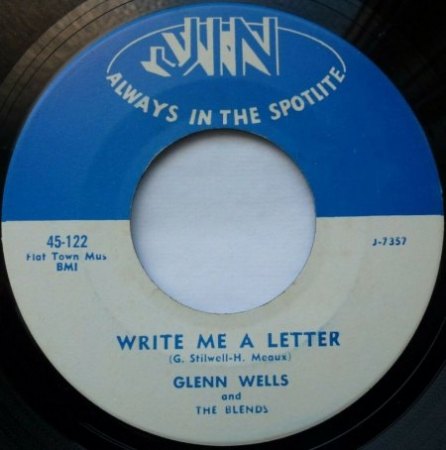 JIN
ALWAYS IN THE SPOTLITE
45-122
Flat Town Mus
BMI
J-7357
WRITE ME A LETTER
(G. Stilwell-H. Meaux)
GLENN WELLS
and
THE BLENDS